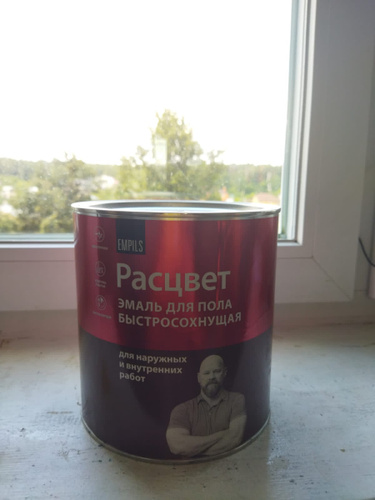 EMPILS
Расцвет
ЭМАЛЬ ДЛЯ ПОЛА
БЫСТРОСОХНУЩАЯ
для наружных
и внутренних
работ